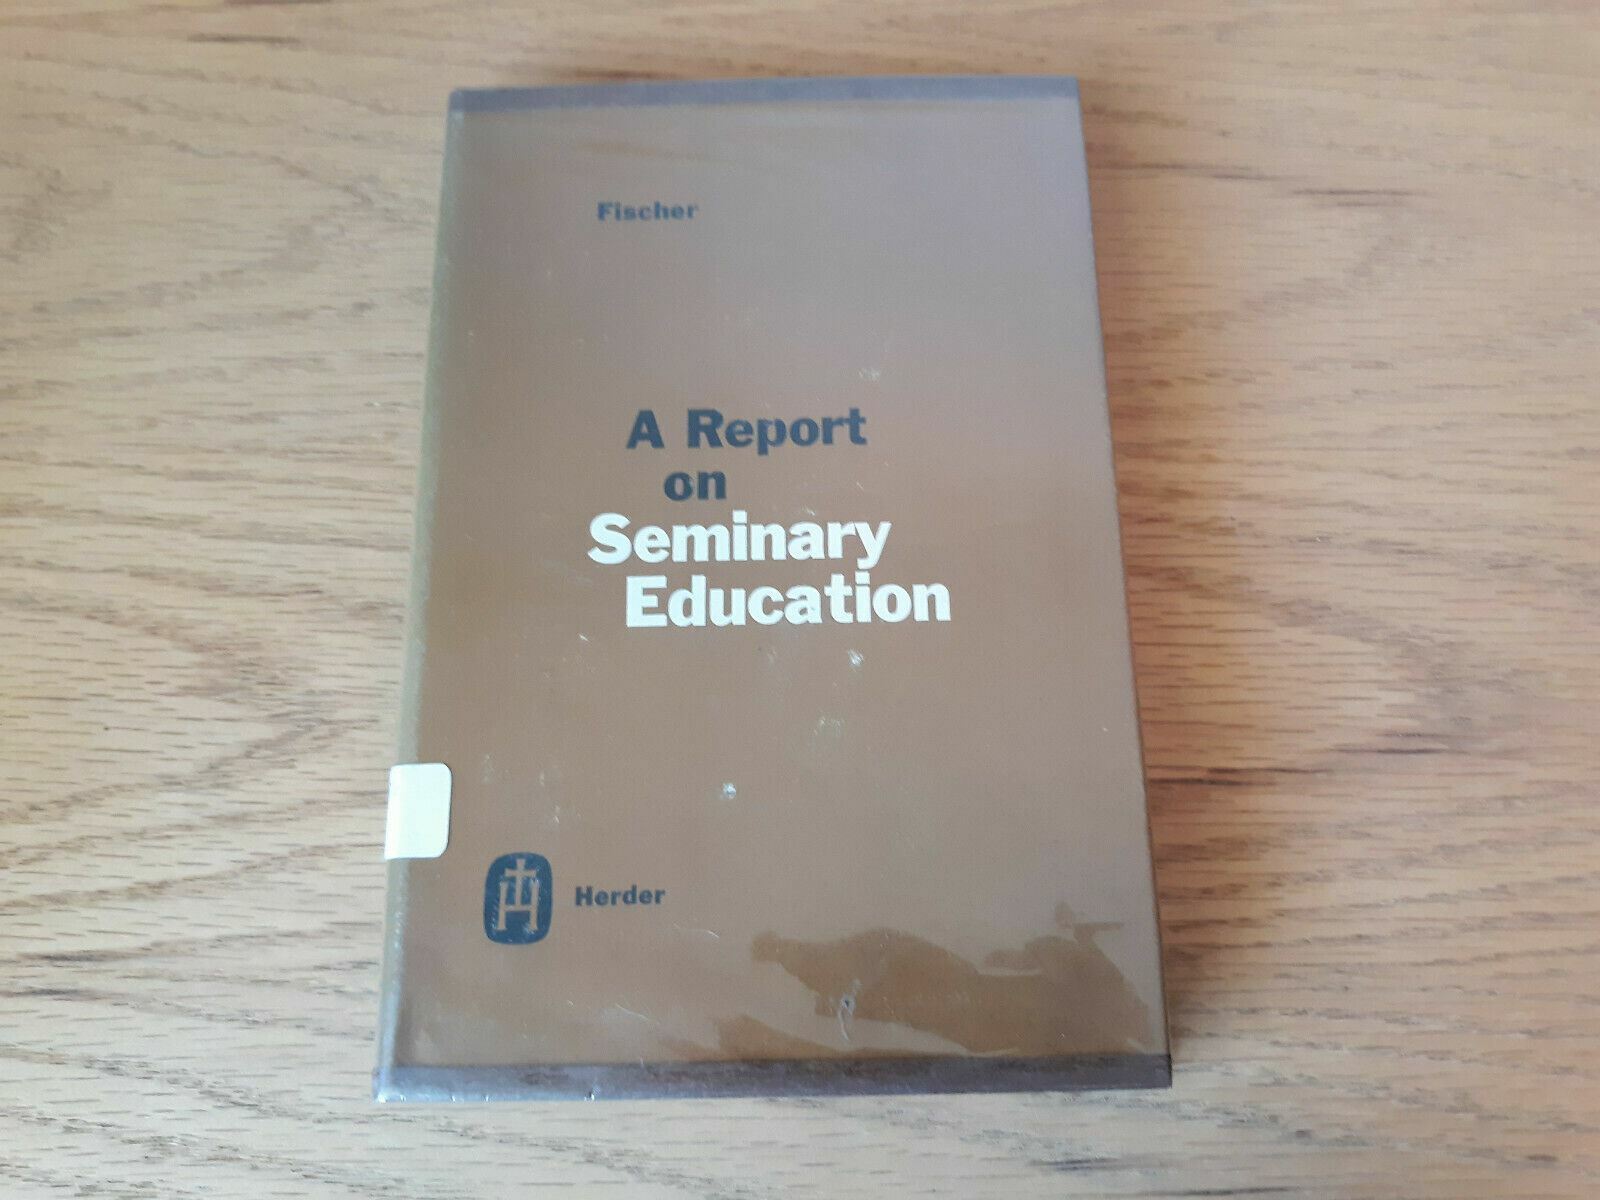 Fischer
A Report
on
Seminary
Education
Herder